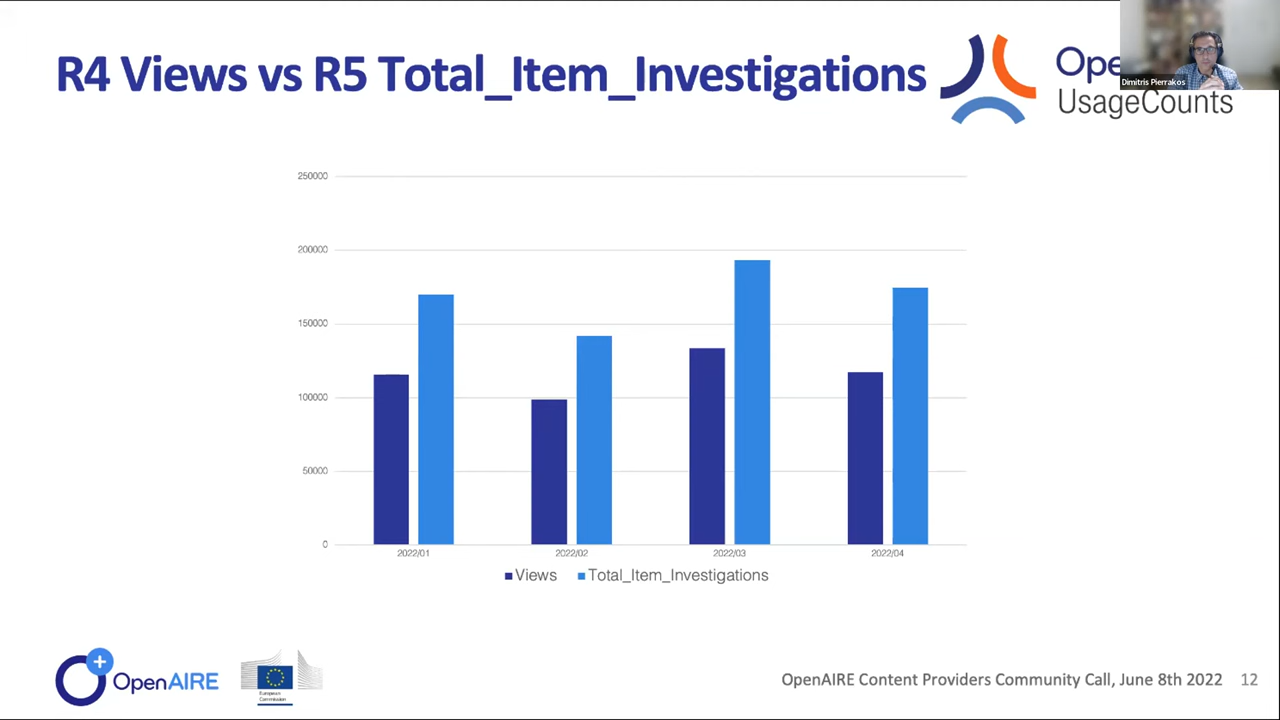 R4 Views vs R5 Total_Item_Investigations
Ope
UsageCounts
Dimitris Pierrakos
250000
200000
150000
100000
50000
0
2022/01 2022/02 2022/03 2022/04
Views Total_Item_Investigations
OpenAIRE
European
Commission
OpenAIRE Content Providers Community Call, June 8th 2022 12